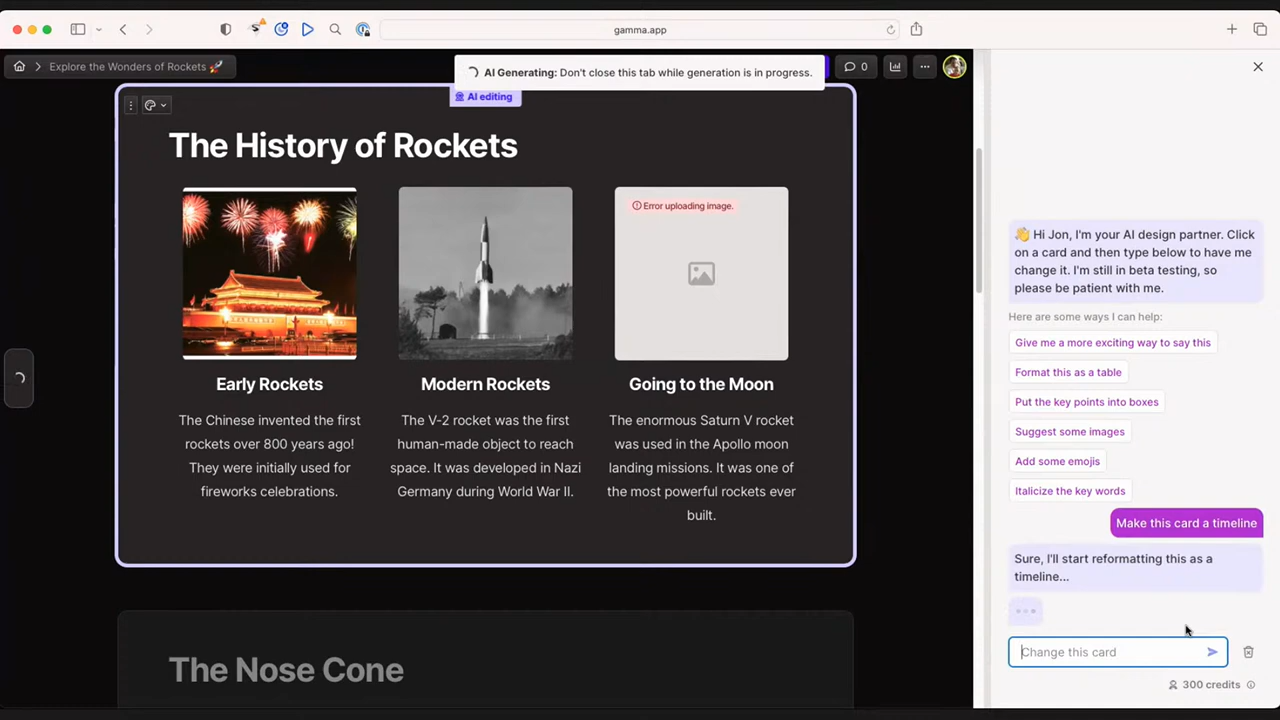 gamma.app
Explore the Wonders of Rockets 🚀
AI Generating: Don't close this tab while generation is in progress.
0
AI editing
The History of Rockets
Error uploading image.
Early Rockets
The Chinese invented the first
rockets over 800 years ago!
They were initially used for
fireworks celebrations.
Modern Rockets
The V-2 rocket was the first
human-made object to reach
space. It was developed in Nazi
Germany during World War II.
Going to the Moon
The enormous Saturn V rocket
was used in the Apollo moon
landing missions. It was one of
the most powerful rockets ever
built.
The Nose Cone
👋 Hi Jon, I'm your AI design partner. Click
on a card and then type below to have me
change it. I'm still in beta testing, so
please be patient with me.
Here are some ways I can help:
Give me a more exciting way to say this
Format this as a table
Put the key points into boxes
Suggest some images
Add some emojis
Italicize the key words
Make this card a timeline
Sure, I'll start reformatting this as a
timeline...
Change this card
300 credits